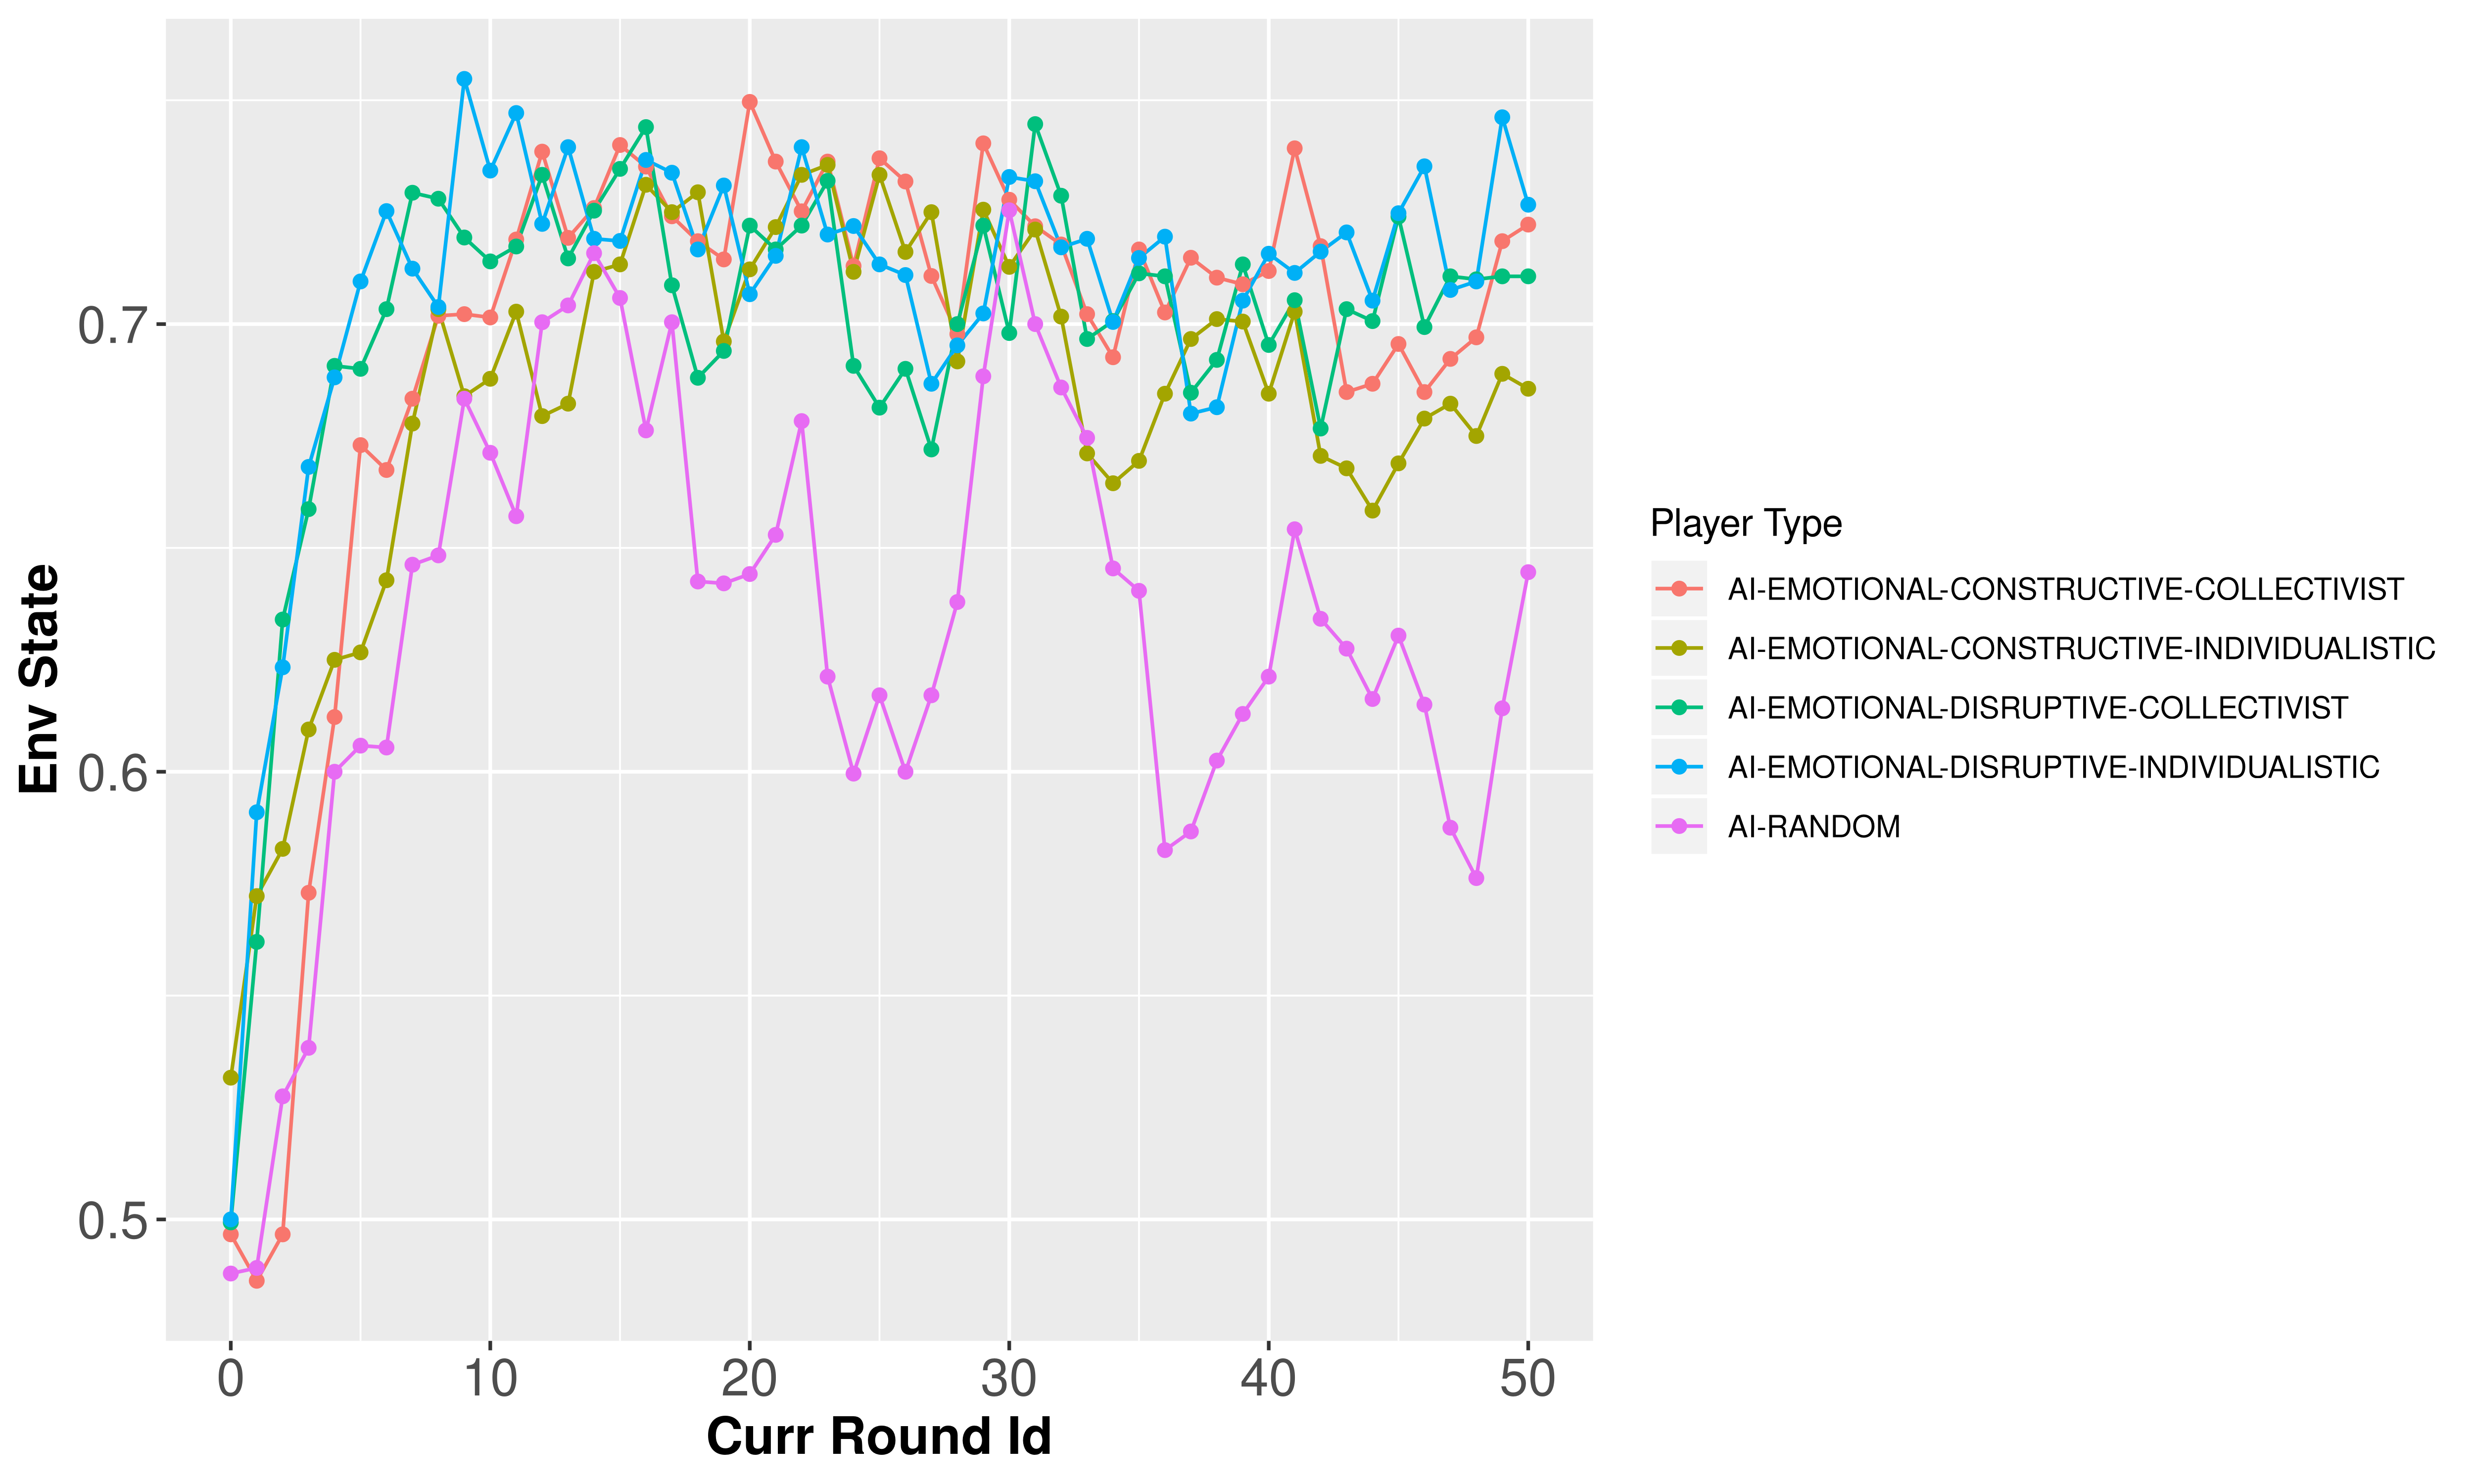 0.7
0.6
0.5
Env State
0
10
20
30
40
50
Curr Round Id
Player Type
AI-EMOTIONAL-CONSTRUCTIVE-COLLECTIVIST
AI-EMOTIONAL-CONSTRUCTIVE-INDIVIDUALISTIC
AI-EMOTIONAL-DISRUPTIVE-COLLECTIVIST
AI-EMOTIONAL-DISRUPTIVE-INDIVIDUALISTIC
AI-RANDOM